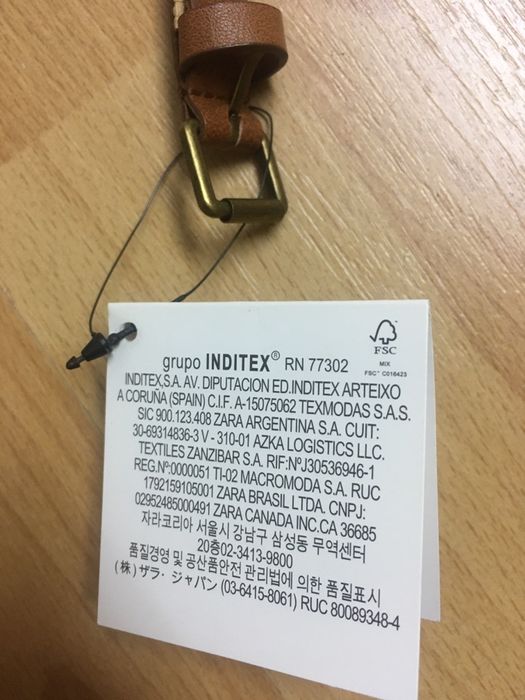 grupo INDITEX® RN 77302
FSC
MIX
FSC™ C016423
INDITEX,S.A. AV. DIPUTACION ED.INDITEX ARTEIXO
A CORUÑA (SPAIN) C.I.F. A-15075062 TEXMODAS S.A.S.
SIC 900.123.408 ZARA ARGENTINA S.A. CUIT:
30-69314836-3 V - 310-01 AZKA LOGISTICS LLC.
TEXTILES ZANZIBAR S.A. RIF:NºJ30536946-1
REG.Nº:0000051 TI-02 MACROMODA S.A. RUC
1792159105001 ZARA BRASIL LTDA. CNPJ:
02952485000491 ZARA CANADA INC.CA 36685
자라코리아 서울시 강남구 삼성동 무역센터
20층02-3413-9800
품질경영 및 공산품안전 관리법에 의한 품질표시
(株) ザラ・ジャパン (03-6415-8061) RUC 80089348-4